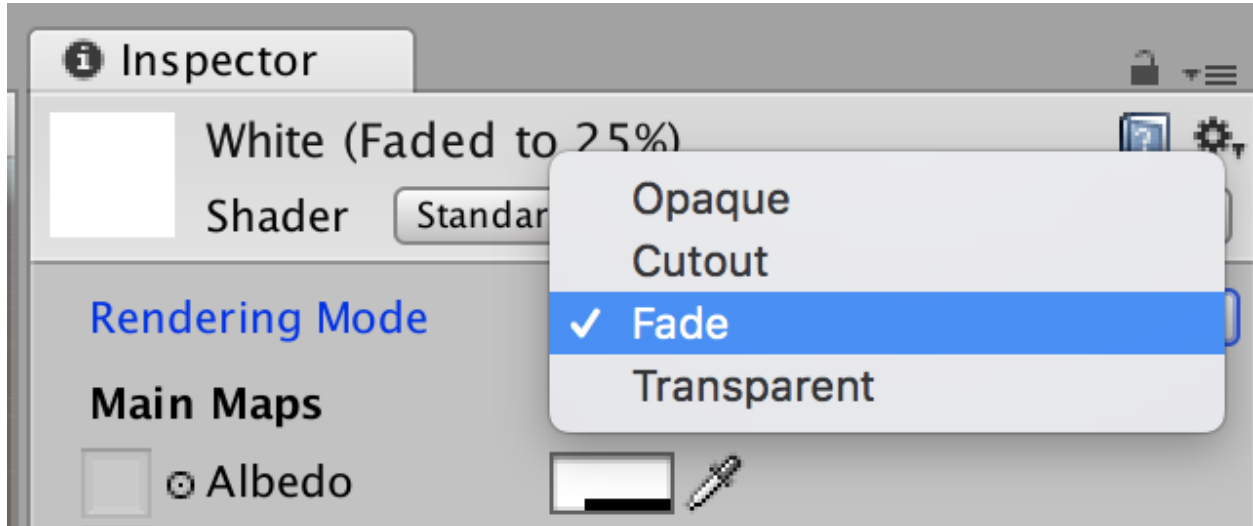 Inspector
White (Faded to 25%)
Shader Standar
Opaque
Cutout
Rendering Mode
Fade
Transparent
Main Maps
Albedo